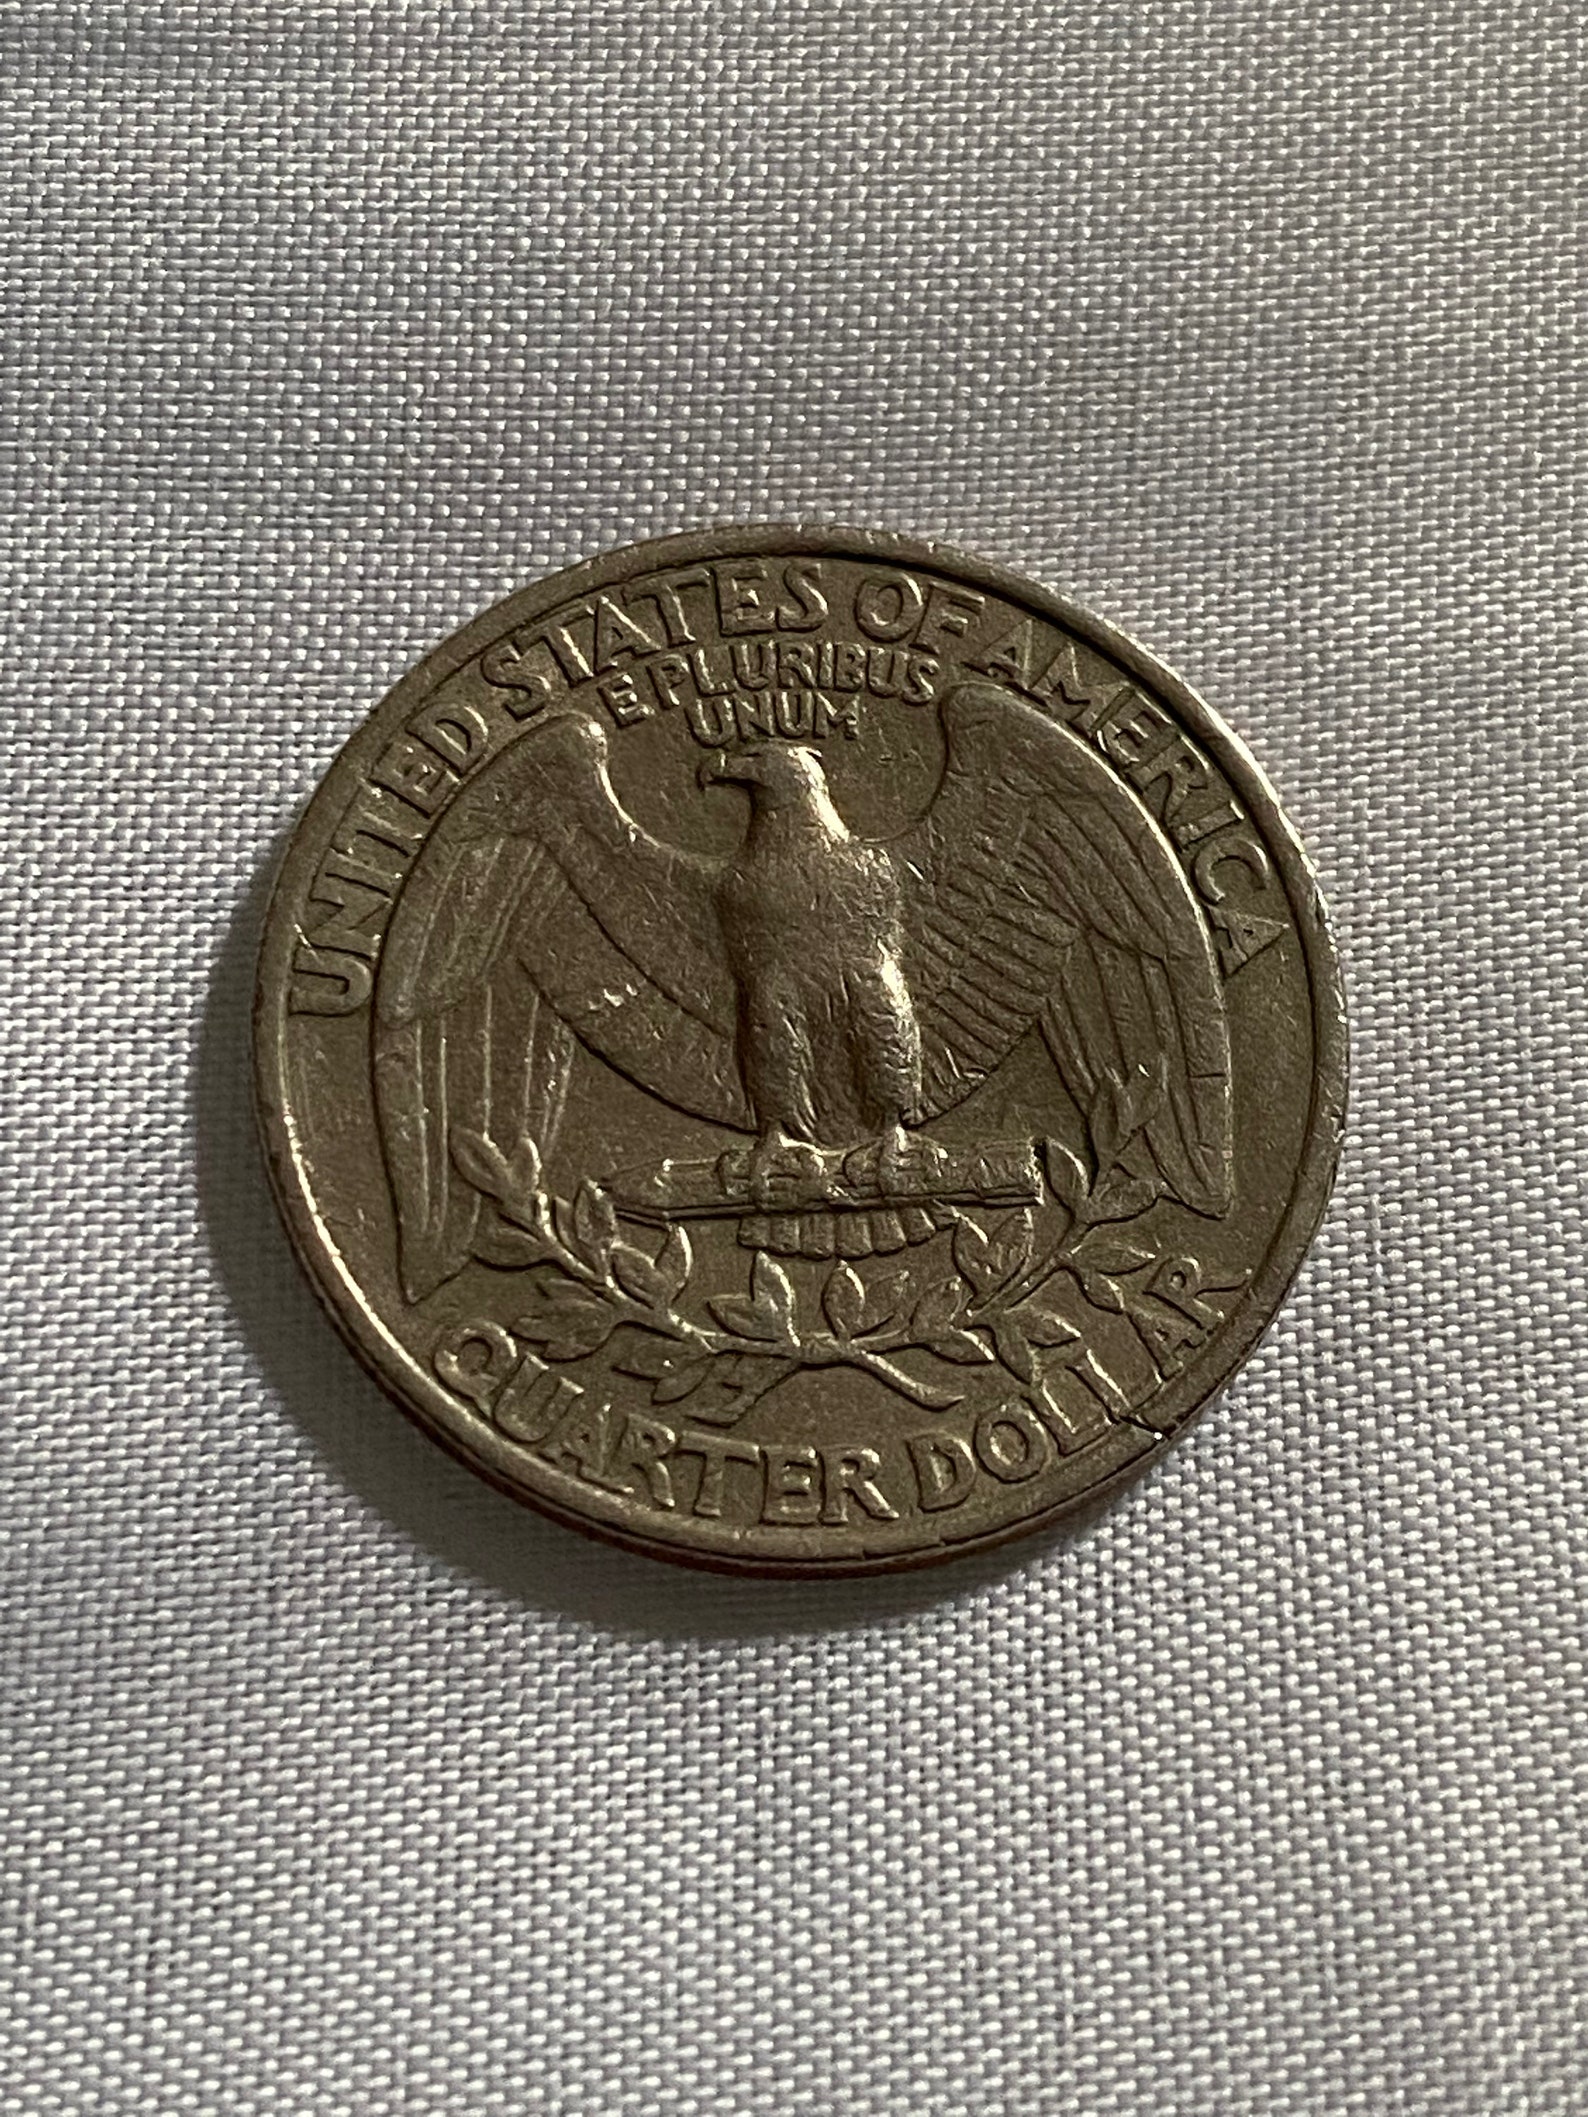 UNITED STATES OF AMERICA
E PLURIBUS
UNUM
QUARTER DOLLAR